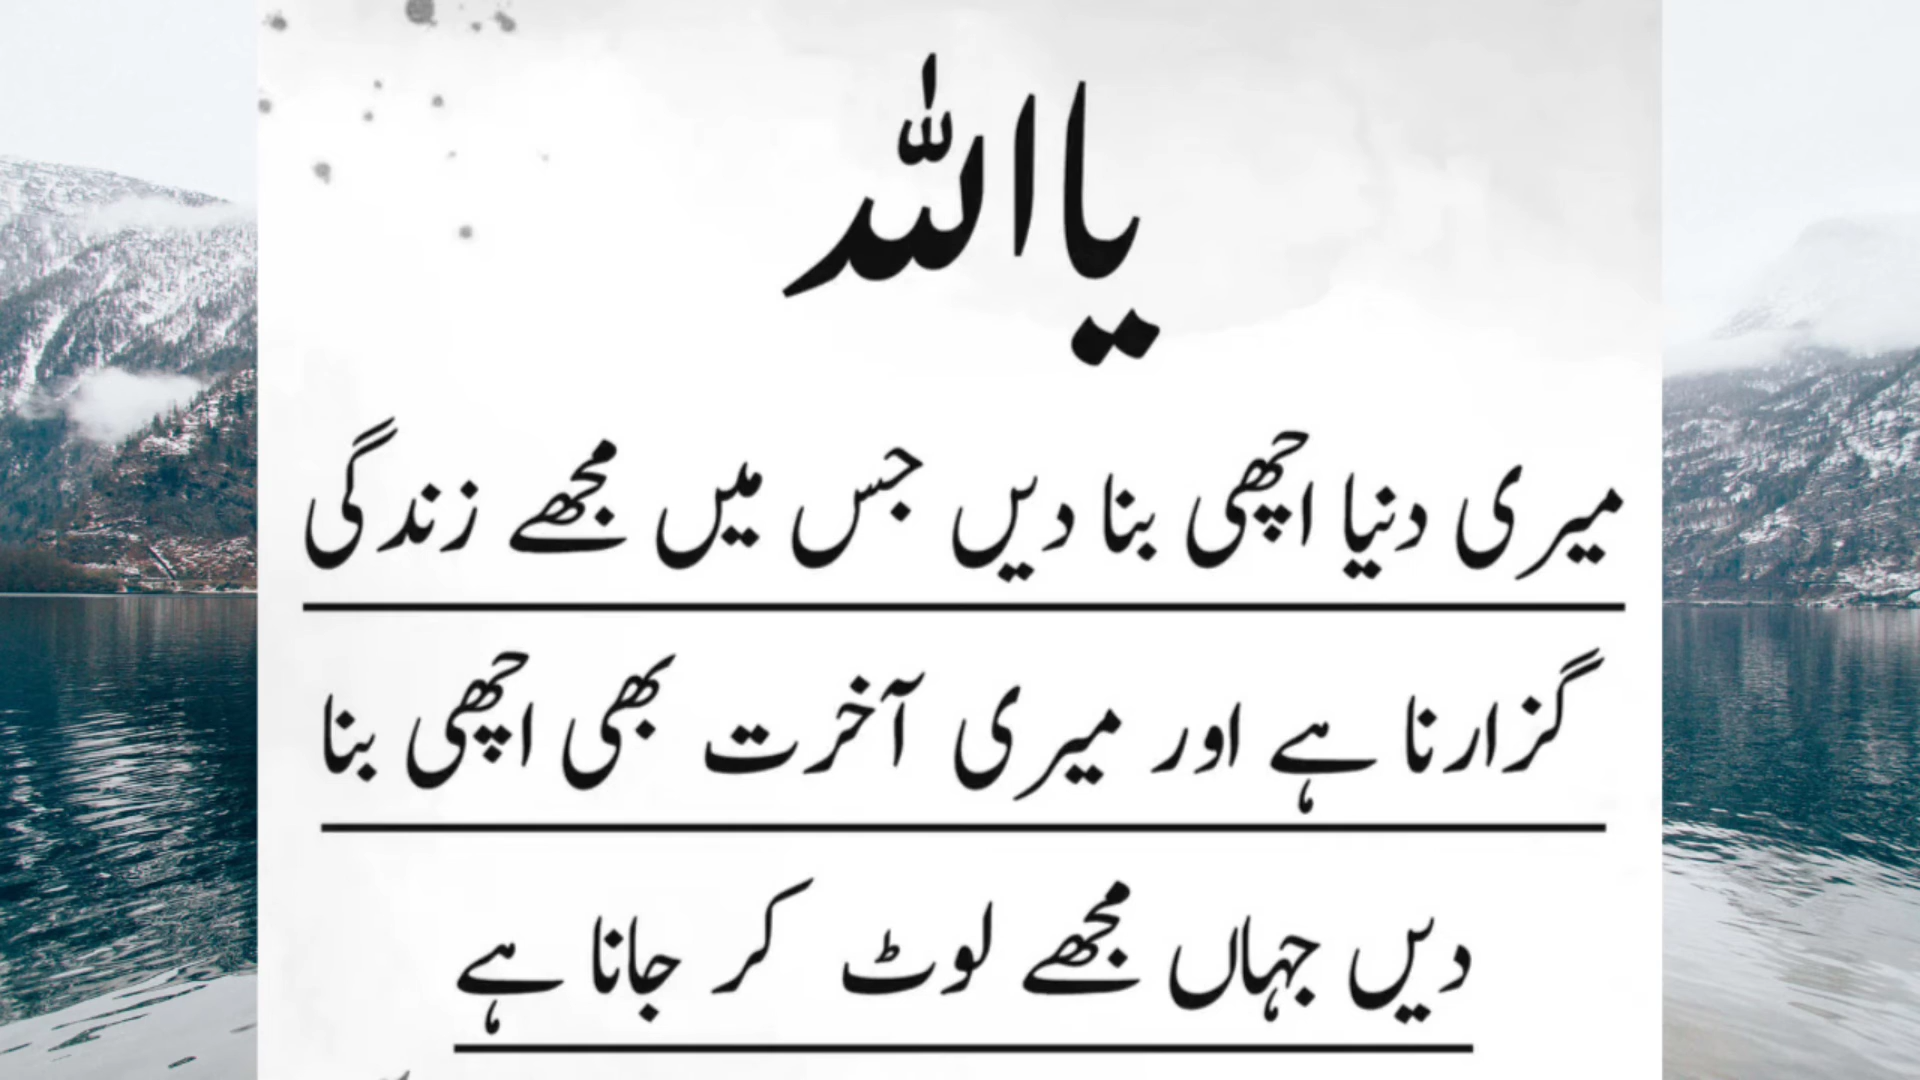 یا اللہ
میری دنیا اچھی بنا دیں جس میں مجھے زندگی
گزارنا ہے اور میری آخرت بھی اچھی بنا
دیں جہاں مجھے لوٹ کر جانا ہے